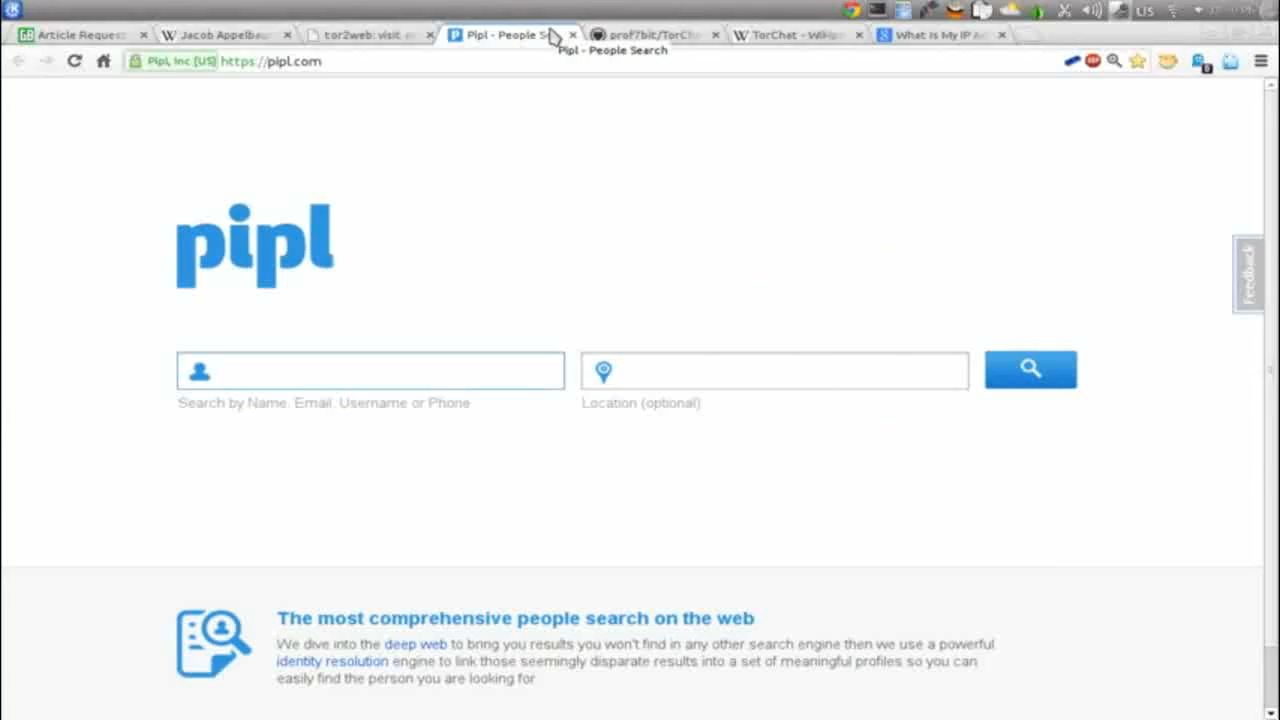 US
Article Request
Jacob Appelbau
tor2web: visit
Pipl - People S
prof7bit/TorCh
TorChat - Wikip
What Is My IP A
Pipl - People Search
Pipl, Inc [US] https://pipl.com
pipl
Feedback
Search by Name, Email, Username or Phone
Location (optional)
The most comprehensive people search on the web
We dive into the deep web to bring you results you won't find in any other search engine then we use a powerful
identity resolution engine to link those seemingly disparate results into a set of meaningful profiles so you can
easily find the person you are looking for